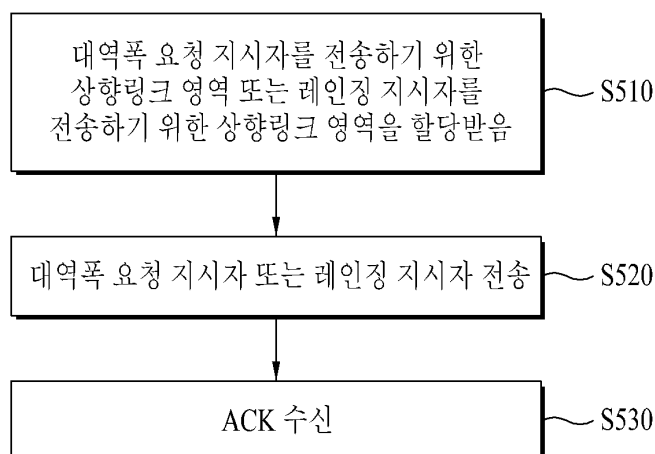 대역폭 요청 지시자를 전송하기 위한
상향링크 영역 또는 레인징 지시자를
전송하기 위한 상향링크 영역을 할당받음
S510
대역폭 요청 지시자 또는 레인징 지시자 전송
S520
ACK 수신
S530